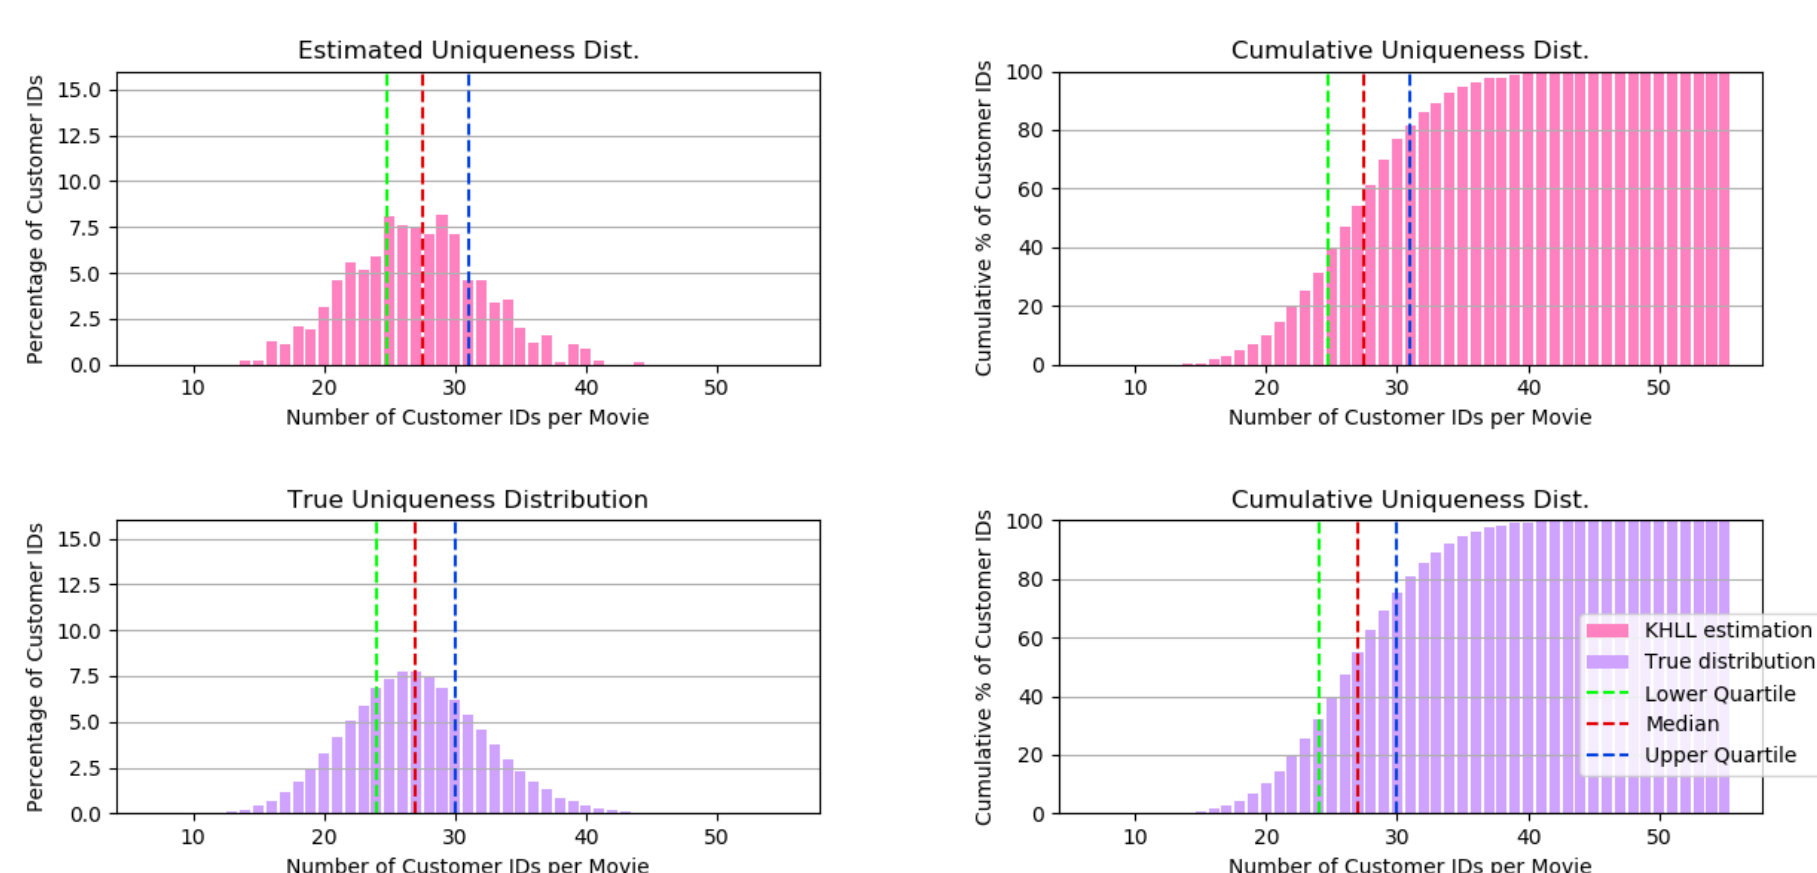 Estimated Uniqueness Dist.
Percentage of Customer IDs
15.0
12.5
10.0
7.5
5.0
2.5
0.0
10 20 30 40 50
Number of Customer IDs per Movie
Cumulative Uniqueness Dist.
Cumulative % of Customer IDs
100
80
60
40
20
0
10 20 30 40 50
Number of Customer IDs per Movie
True Uniqueness Distribution
Percentage of Customer IDs
15.0
12.5
10.0
7.5
5.0
2.5
0.0
10 20 30 40 50
Number of Customer IDs per Movie
Cumulative Uniqueness Dist.
Cumulative % of Customer IDs
100
80
60
40
20
0
10 20 30 40 50
Number of Customer IDs per Movie
KHLL estimation
True distribution
Lower Quartile
Median
Upper Quartile